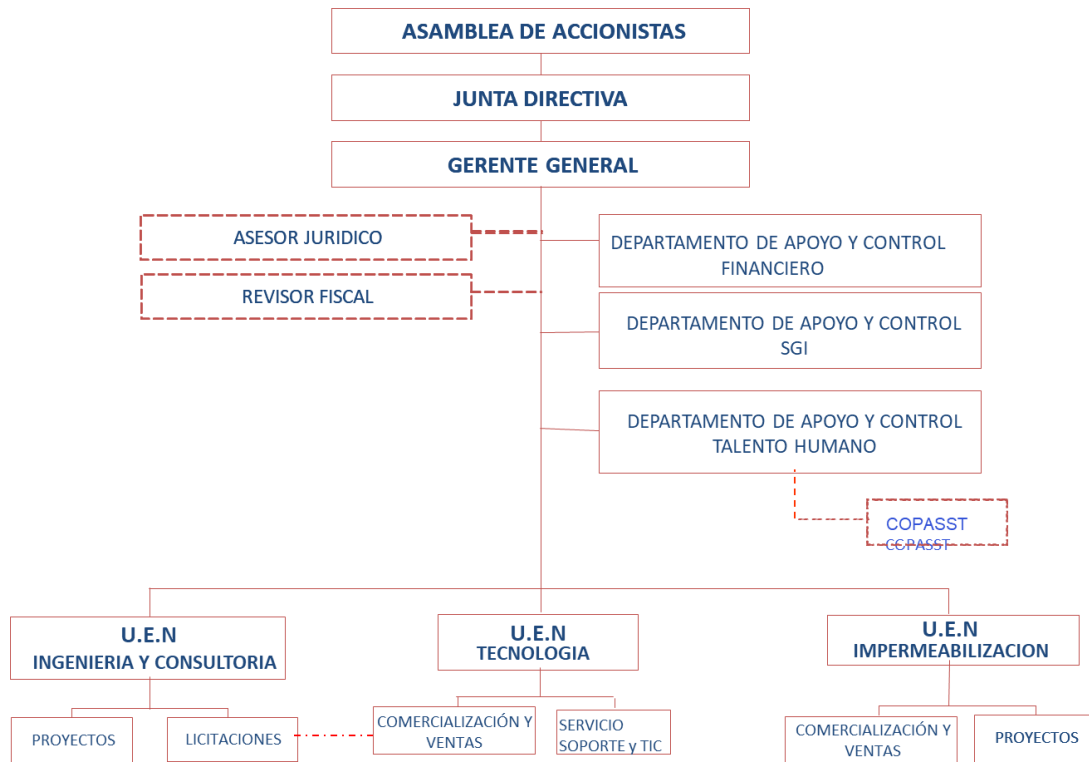 ASAMBLEA DE ACCIONISTAS
JUNTA DIRECTIVA
GERENTE GENERAL
ASESOR JURIDICO
DEPARTAMENTO DE APOYO Y CONTROL
FINANCIERO
REVISOR FISCAL
DEPARTAMENTO DE APOYO Y CONTROL
SGI
DEPARTAMENTO DE APOYO Y CONTROL
TALENTO HUMANO
COPASST
COPASST
U.E.N
INGENIERIA Y CONSULTORIA
U.E.N
TECNOLOGIA
U.E.N
IMPERMEABILIZACION
PROYECTOS
LICITACIONES
COMERCIALIZACIÓN Y
VENTAS
SERVICIO
SOPORTE y TIC
COMERCIALIZACIÓN Y
VENTAS
PROYECTOS